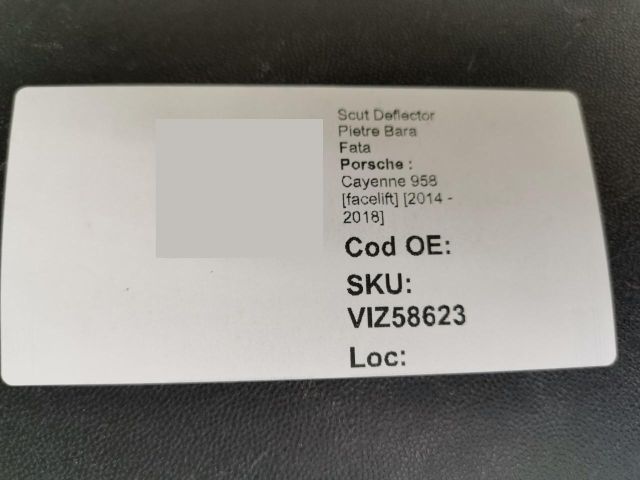 Scut Deflector
Pietre Bara
Fata
Porsche :
Cayenne 958
[facelift] [2014 -
2018]
Cod OE:
SKU:
VIZ58623
Loc: